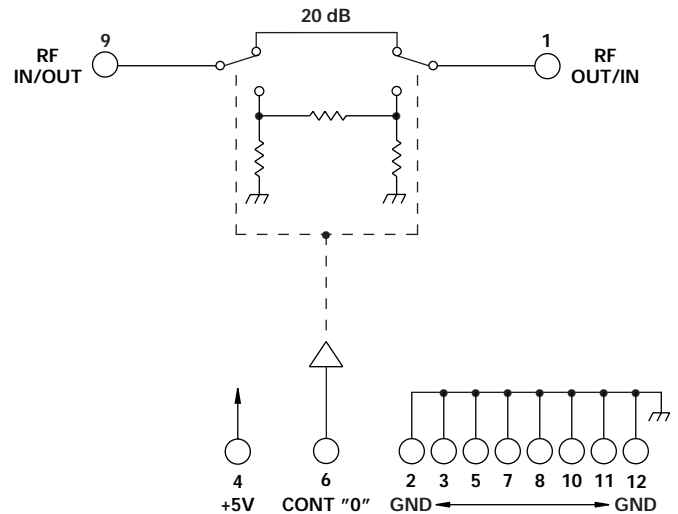 20 dB
9
RF
IN/OUT
1
RF
OUT/IN
4
+5V
6
CONT "0"
2 3 5 7 8 10 11 12
GND GND